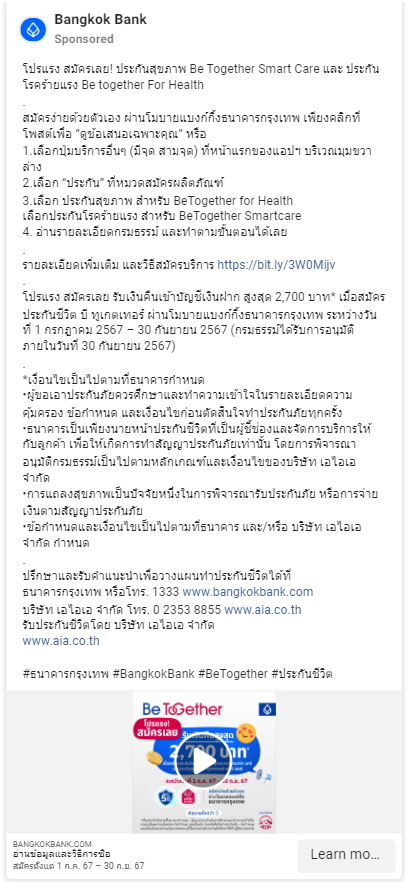 Bangkok Bank
Sponsored
โปรแรง สมัครเลย! ประกันสุขภาพ Be Together Smart Care และ ประกัน
โรคร้ายแรง Be together For Health
.
สมัครง่ายด้วยตัวเอง ผ่านโมบายแบงก์กิ้งธนาคารกรุงเทพ เพียงคลิกที่
โพสต์เพื่อ “ดูข้อเสนอเฉพาะคุณ” หรือ
1.เลือกปุ่มบริการอื่นๆ (มีจุด สามจุด) ที่หน้าแรกของแอปฯ บริเวณมุมขวา
ล่าง
2.เลือก “ประกัน” ที่หมวดสมัครผลิตภัณฑ์
3.เลือก ประกันสุขภาพ สำหรับ BeTogether for Health
เลือกประกันโรคร้ายแรง สำหรับ BeTogether Smartcare
4. อ่านรายละเอียดกรมธรรม์ และทำตามขั้นตอนได้เลย
.
รายละเอียดเพิ่มเติม และวิธีสมัครบริการ https://bit.ly/3W0Mijv
.
โปรแรง สมัครเลย รับเงินคืนเข้าบัญชีเงินฝาก สูงสุด 2,700 บาท* เมื่อสมัคร
ประกันชีวิต บี ทูเกตเทอร์ ผ่านโมบายแบงก์กิ้งธนาคารกรุงเทพ ระหว่างวัน
ที่ 1 กรกฎาคม 2567 – 30 กันยายน 2567 (กรมธรรม์ได้รับการอนุมัติ
ภายในวันที่ 30 กันยายน 2567)
.
*เงื่อนไขเป็นไปตามที่ธนาคารกำหนด
•ผู้ขอเอาประกันภัยควรศึกษาและทำความเข้าใจในรายละเอียดความ
คุ้มครอง ข้อกำหนด และเงื่อนไขก่อนตัดสินใจทำประกันภัยทุกครั้ง
•ธนาคารเป็นเพียงนายหน้าประกันชีวิตที่เป็นผู้ชี้ช่องและจัดการบริการให้
กับลูกค้า เพื่อให้เกิดการทำสัญญาประกันภัยเท่านั้น โดยการพิจารณา
อนุมัติกรมธรรม์เป็นไปตามหลักเกณฑ์และเงื่อนไขของบริษัท เอไอเอ
จำกัด
•การแถลงสุขภาพเป็นปัจจัยหนึ่งในการพิจารณารับประกันภัย หรือการจ่าย
เงินตามสัญญาประกันภัย
•ข้อกำหนดและเงื่อนไขเป็นไปตามที่ธนาคาร และ/หรือ บริษัท เอไอเอ
จำกัด กำหนด
.
ปรึกษาและรับคำแนะนำเพื่อวางแผนทำประกันชีวิตได้ที่
ธนาคารกรุงเทพ หรือโทร. 1333 www.bangkokbank.com
บริษัท เอไอเอ จำกัด โทร. 0 2353 8855 www.aia.co.th
รับประกันชีวิตโดย บริษัท เอไอเอ จำกัด
www.aia.co.th
#ธนาคารกรุงเทพ #BangkokBank #BeTogether #ประกันชีวิต
Be ToGether
โปรแรง!
สมัครเลย
2,700 บาท*
ธนาคารกรุงเทพ
AIA
BANGKOKBANK.COM
อ่านข้อมูลและวิธีการซื้อ
สมัครตั้งแต่ 1 ก.ค. 67 – 30 ก.ย. 67
Learn mo...